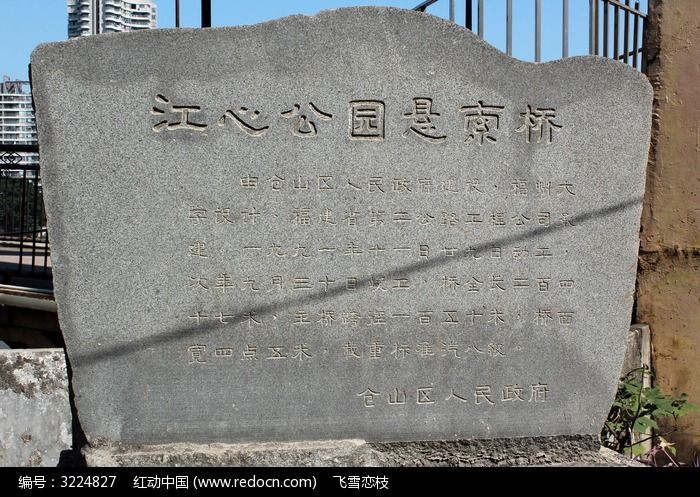 江心公园悬索桥
由仓山区人民政府建设，福州大
学设计，福建省第二公路工程公司承
建，一九九一年十一月廿九日动工，
次年九月三十日竣工，桥全长二百四
十七米，主桥跨径一百五十米，桥面
宽四点五米，载重标准汽八级。
仓山区人民政府
编号：3224827 红动中国 (www.redocn.com) 飞雪恋枝